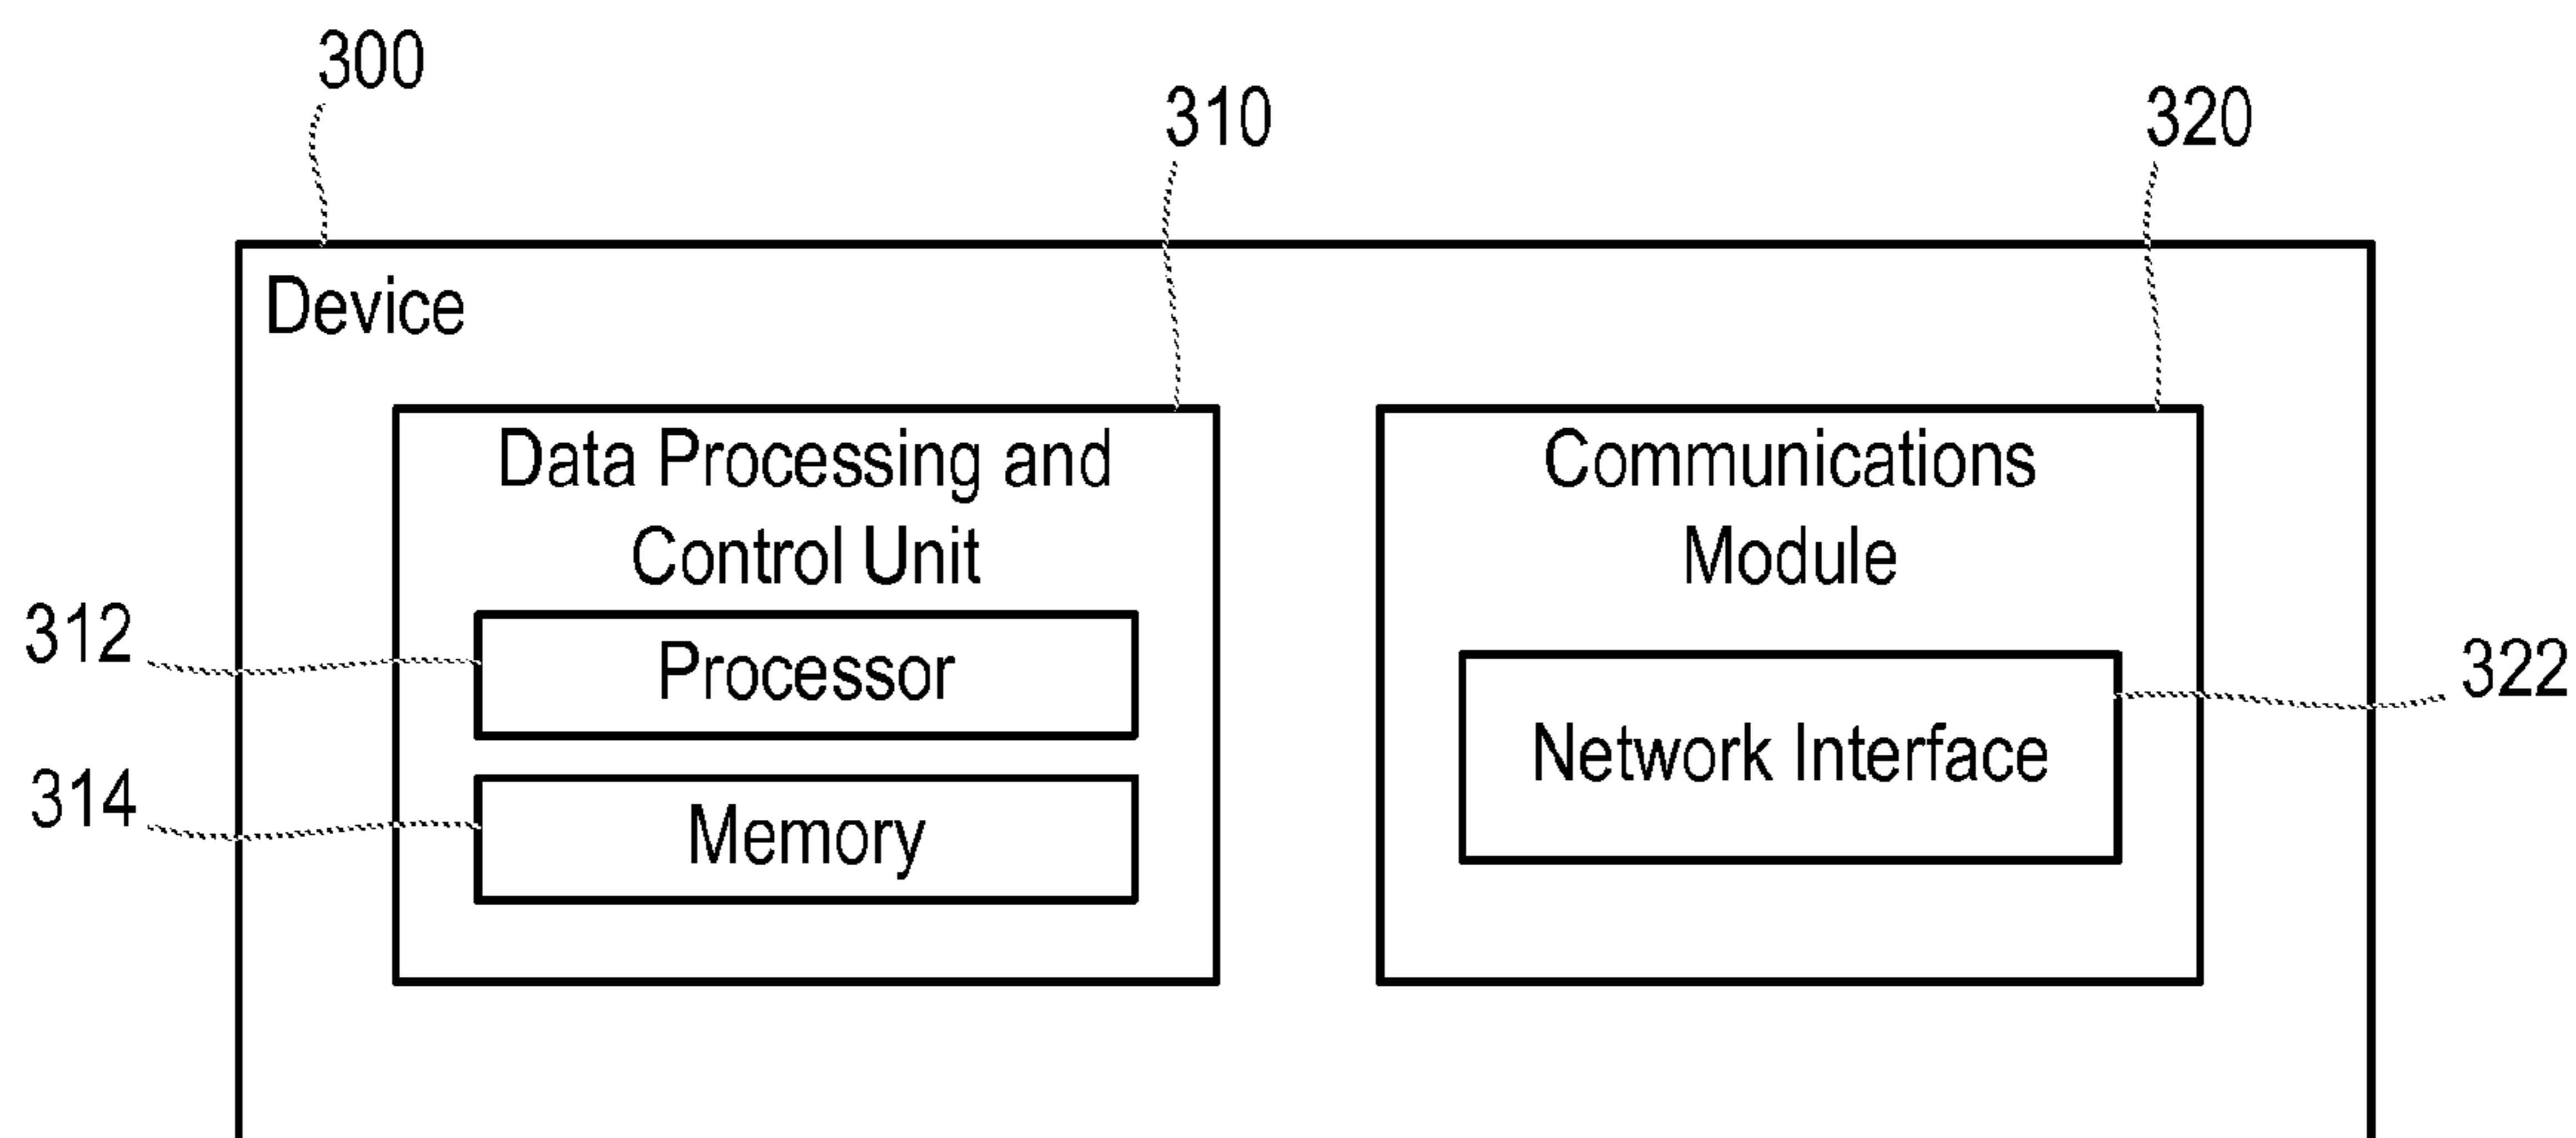 300
310
320
Device
Data Processing and
Control Unit
Communications
Module
312
Processor
322
Network Interface
314
Memory